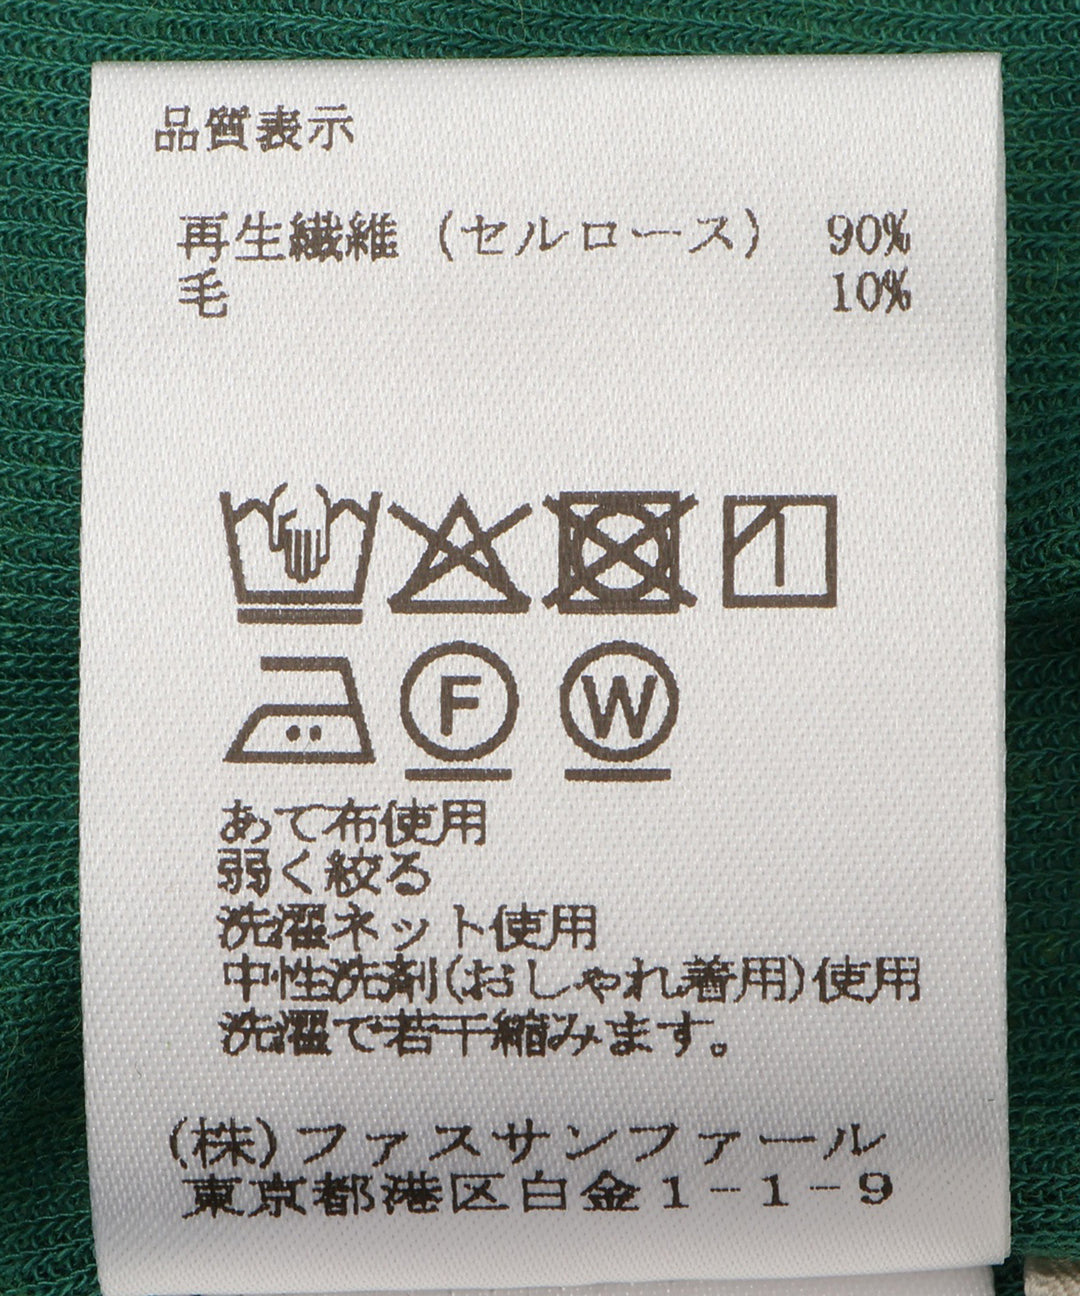 品質表示
再生繊維（セルロース） 90%
毛 10%
F W
あて布使用
弱く絞る
洗濯ネット使用
中性洗剤(おしゃれ着用)使用
洗濯で若干縮みます。
(株)ファスサンファール
東京都港区白金1-1-9